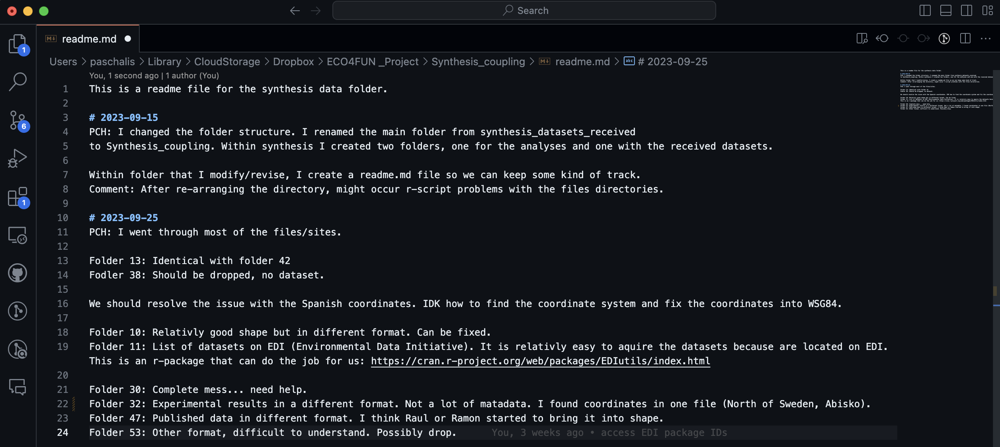 Search
1
6
1
M↓ readme.md
Users > paschalis > Library > CloudStorage > Dropbox > ECO4FUN _Project > Synthesis_coupling > M↓ readme.md > abc # 2023-09-25
You, 1 second ago | 1 author (You)
1 This is a readme file for the synthesis data folder.
2
3 # 2023-09-15
4 PCH: I changed the folder structure. I renamed the main folder from synthesis_datasets_received
5 to Synthesis_coupling. Within synthesis I created two folders, one for the analyses and one with the received datasets.
6
7 Within folder that I modify/revise, I create a readme.md file so we can keep some kind of track.
8 Comment: After re-arranging the directory, might occur r-script problems with the files directories.
9
10 # 2023-09-25
11 PCH: I went through most of the files/sites.
12
13 Folder 13: Identical with folder 42
14 Fodler 38: Should be dropped, no dataset.
15
16 We should resolve the issue with the Spanish coordinates. IDK how to find the coordinate system and fix the coordinates into WSG84.
17
18 Folder 10: Relativly good shape but in different format. Can be fixed.
19 Folder 11: List of datasets on EDI (Environmental Data Initiative). It is relativly easy to aquire the datasets because are located on EDI.
This is an r-package that can do the job for us: https://cran.r-project.org/web/packages/EDIutils/index.html
20
21 Folder 30: Complete mess... need help.
22 Folder 32: Experimental results in a different format. Not a lot of matadata. I found coordinates in one file (North of Sweden, Abisko).
23 Folder 47: Published data in different format. I think Raul or Ramon started to bring it into shape.
24 Folder 53: Other format, difficult to understand. Possibly drop. You, 3 weeks ago • access EDI package IDs